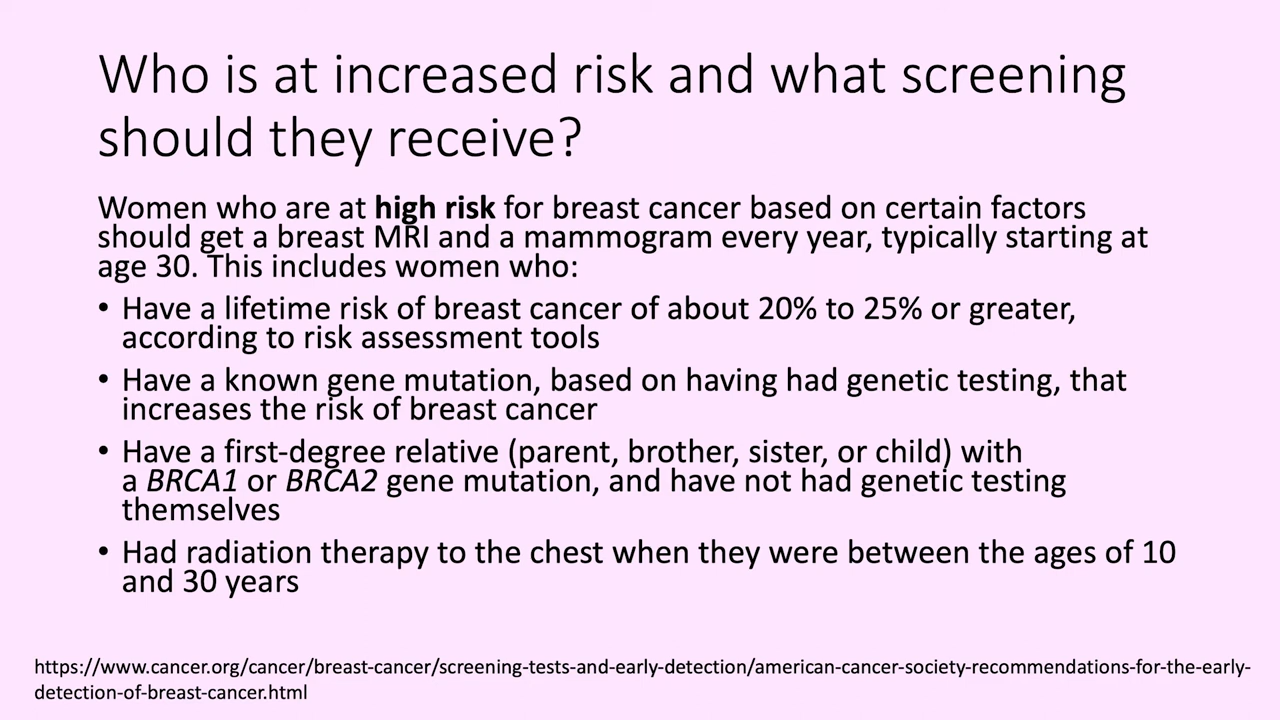 Who is at increased risk and what screening
should they receive?
Women who are at high risk for breast cancer based on certain factors
should get a breast MRI and a mammogram every year, typically starting at
age 30. This includes women who:
• Have a lifetime risk of breast cancer of about 20% to 25% or greater,
according to risk assessment tools
• Have a known gene mutation, based on having had genetic testing, that
increases the risk of breast cancer
• Have a first-degree relative (parent, brother, sister, or child) with
a BRCA1 or BRCA2 gene mutation, and have not had genetic testing
themselves
• Had radiation therapy to the chest when they were between the ages of 10
and 30 years
https://www.cancer.org/cancer/breast-cancer/screening-tests-and-early-detection/american-cancer-society-recommendations-for-the-early-
detection-of-breast-cancer.html